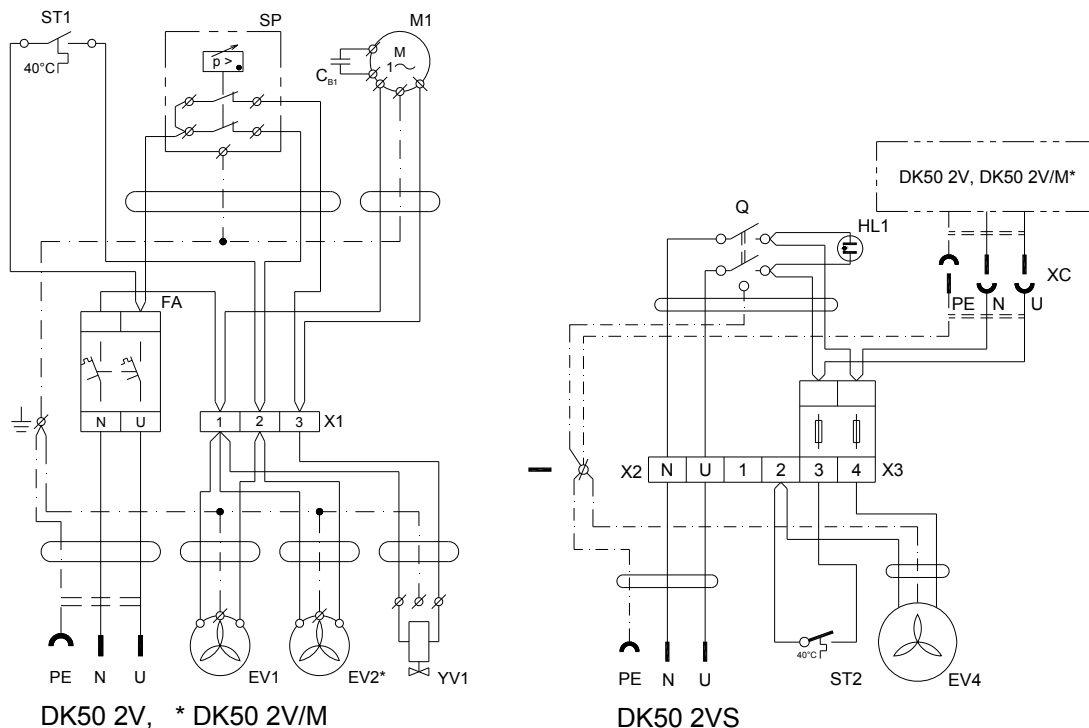 ST1
40°C
SP
p >
M1
M
1~
CB1
FA
N U
1 2 3 X1
PE N U EV1 EV2* YV1
DK50 2V, * DK50 2V/M
DK50 2V, DK50 2V/M*
Q
HL1
XC
PE N U
X2 N U 1 2 3 4 X3
40°C
PE N U ST2 EV4
DK50 2VS